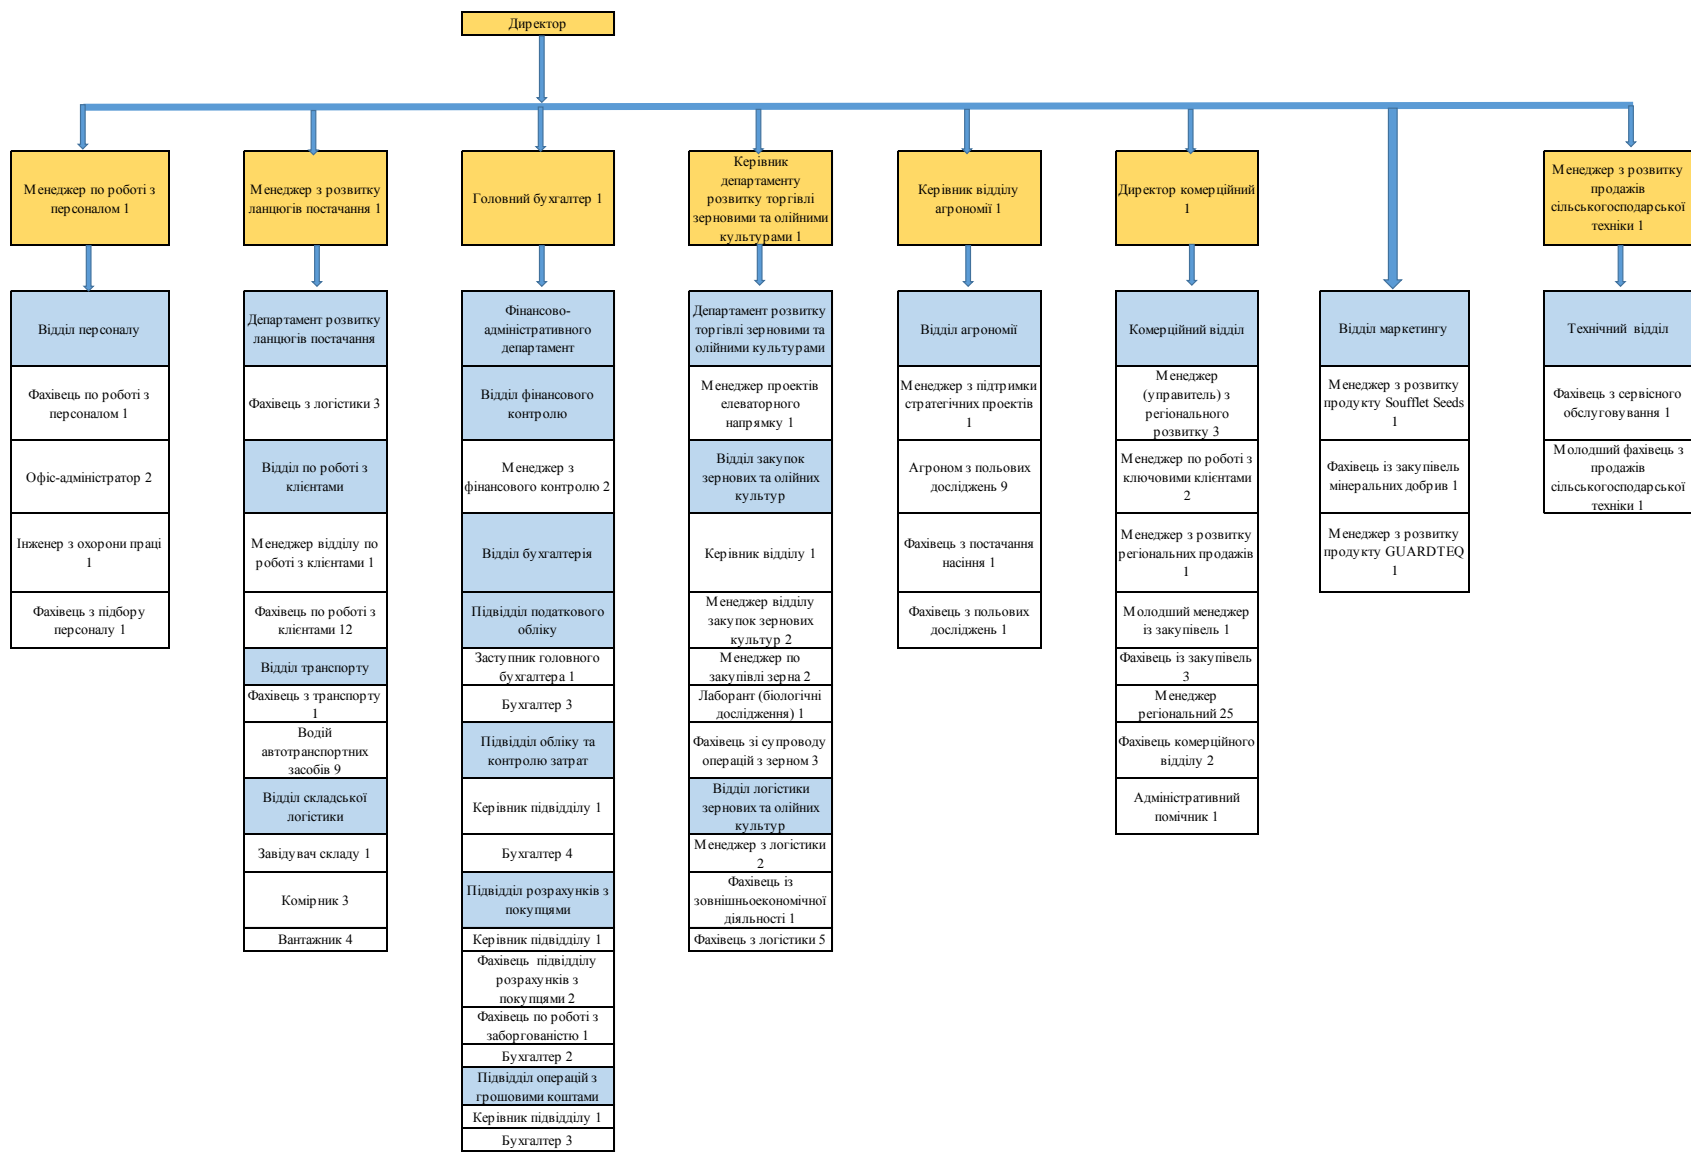 Директор
Менеджер по роботі з
персоналом 1
Менеджер з розвитку
ланцюгів постачання 1
Головний бухгалтер 1
Керівник
департаменту
розвитку торгівлі
зерновими та олійними
культурами 1
Керівник відділу
агрономії 1
Директор комерційний
1
Менеджер з розвитку
продажів
сільськогосподарської
техніки 1
Відділ персоналу
Фахівець по роботі з
персоналом 1
Офіс-адміністратор 2
Інженер з охорони праці
1
Фахівець з підбору
персоналу 1
Департамент розвитку
ланцюгів постачання
Фахівець з логістики 3
Відділ по роботі з
клієнтами
Менеджер відділу по
роботі з клієнтами 1
Фахівець по роботі з
клієнтами 12
Відділ транспорту
Фахівець з транспорту
1
Водій
автотранспортних
засобів 9
Відділ складської
логістики
Завідувач складу 1
Комірник 3
Вантажник 4
Фінансово-
адміністративного
департамент
Відділ фінансового
контролю
Менеджер з
фінансового контролю 2
Відділ бухгалтерія
Підвідділ податкового
обліку
Заступник головного
бухгалтера 1
Бухгалтер 3
Підвідділ обліку та
контролю затрат
Керівник підвідділу 1
Бухгалтер 4
Підвідділ розрахунків з
покупцями
Керівник підвідділу 1
Фахівець підвідділу
розрахунків з
покупцями 2
Фахівець по роботі з
заборгованістю 1
Бухгалтер 2
Підвідділ операцій з
грошовими коштами
Керівник підвідділу 1
Бухгалтер 3
Департамент розвитку
торгівлі зерновими та
олійними культурами
Менеджер проектів
елеваторного
напрямку 1
Відділ закупок
зернових та олійних
культур
Керівник відділу 1
Менеджер відділу
закупок зернових
культур 2
Менеджер по
закупівлі зерна 2
Лаборант (біологічні
дослідження) 1
Фахівець зі супроводу
операцій з зерном 3
Відділ логістики
зернових та олійних
культур
Менеджер з логістики
2
Фахівець із
зовнішньоекономічної
діяльності 1
Фахівець з логістики 5
Відділ агрономії
Менеджер з підтримки
стратегічних проектів
1
Агроном з польових
досліджень 9
Фахівець з постачання
насіння 1
Фахівець з польових
досліджень 1
Комерційний відділ
Менеджер
(управитель) з
регіонального
розвитку 3
Менеджер по роботі з
ключовими клієнтами
2
Менеджер з розвитку
регіональних продажів
1
Молодший менеджер
із закупівель 1
Фахівець із закупівель
3
Менеджер
регіональний 25
Фахівець комерційного
відділу 2
Адміністративний
помічник 1
Відділ маркетингу
Менеджер з розвитку
продукту Soufflet Seeds
1
Фахівець із закупівель
мінеральних добрив 1
Менеджер з розвитку
продукту GUARDTEQ
1
Технічний відділ
Фахівець з сервісного
обслуговування 1
Молодший фахівець з
продажів
сільськогосподарської
техніки 1